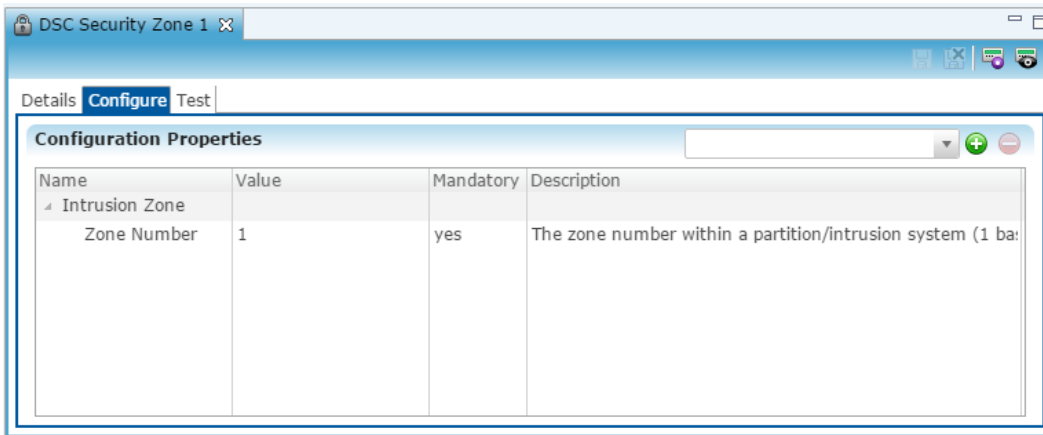 DSC Security Zone 1
Details Configure Test
Configuration Properties
Name Value Mandatory Description
Intrusion Zone
Zone Number 1 yes The zone number within a partition/intrusion system (1 ba